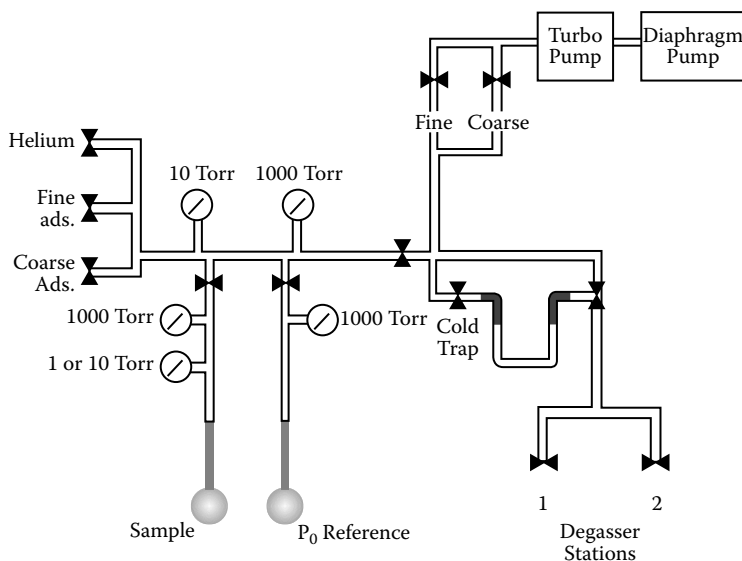 Turbo
Pump
Diaphragm
Pump
Fine
Coarse
Helium
10 Torr
1000 Torr
Fine
ads.
Coarse
Ads.
1000 Torr
1000 Torr
Cold
Trap
1 or 10 Torr
1
2
Sample
P₀ Reference
Degasser
Stations